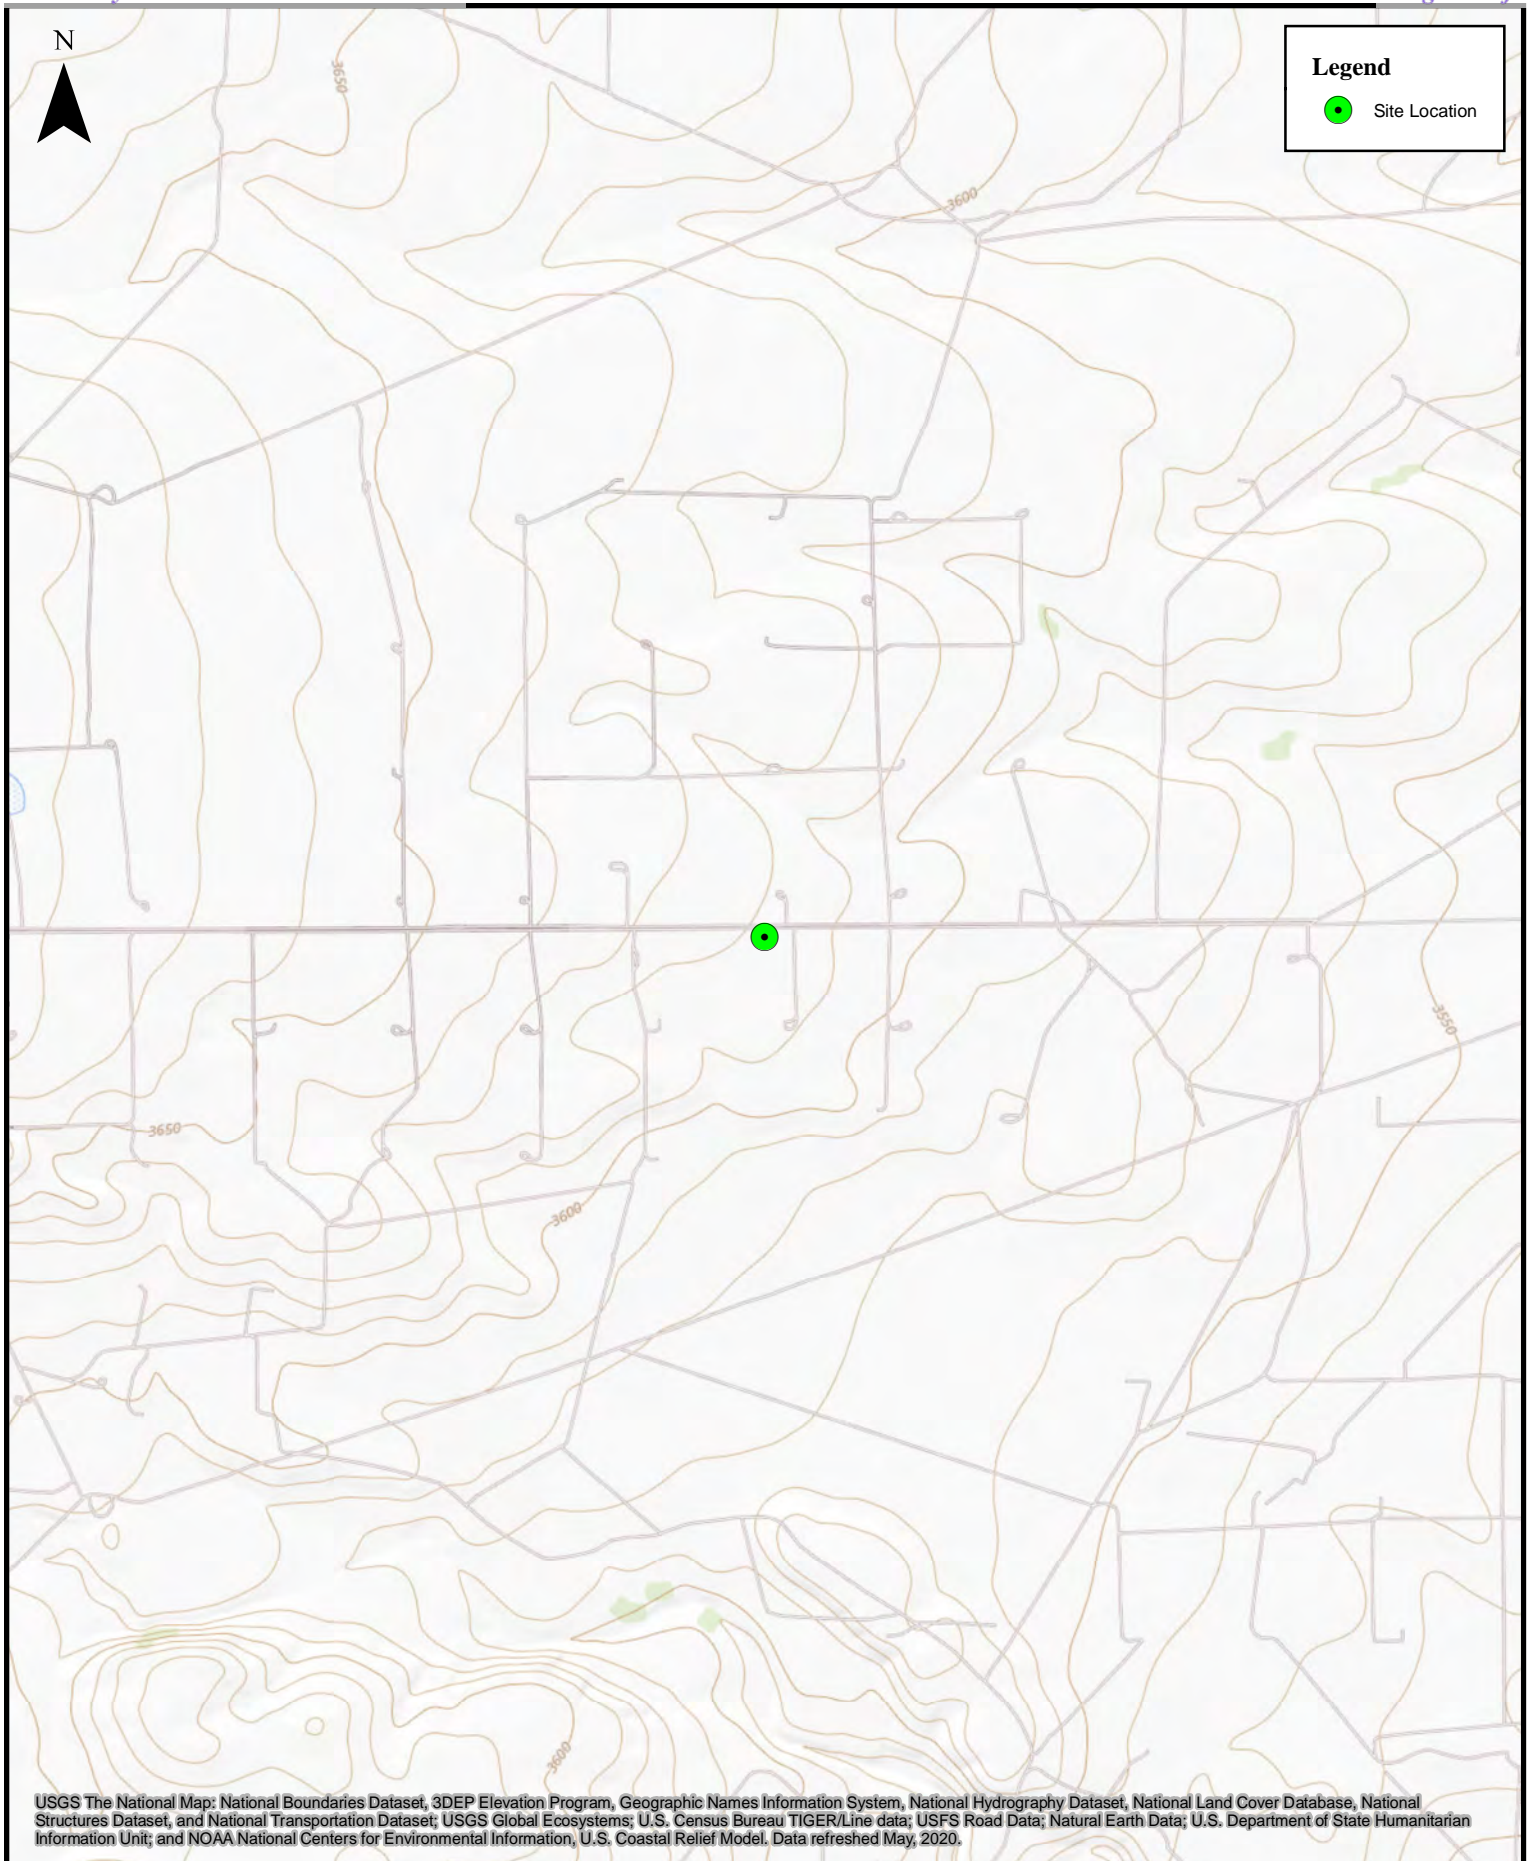 N
3650
Legend
Site Location
3600
3550
3650
3600
3600
USGS The National Map: National Boundaries Dataset, 3DEP Elevation Program, Geographic Names Information System, National Hydrography Dataset, National Land Cover Database, National
Structures Dataset, and National Transportation Dataset; USGS Global Ecosystems; U.S. Census Bureau TIGER/Line data; USFS Road Data; Natural Earth Data; U.S. Department of State Humanitarian
Information Unit; and NOAA National Centers for Environmental Information, U.S. Coastal Relief Model. Data refreshed May, 2020.